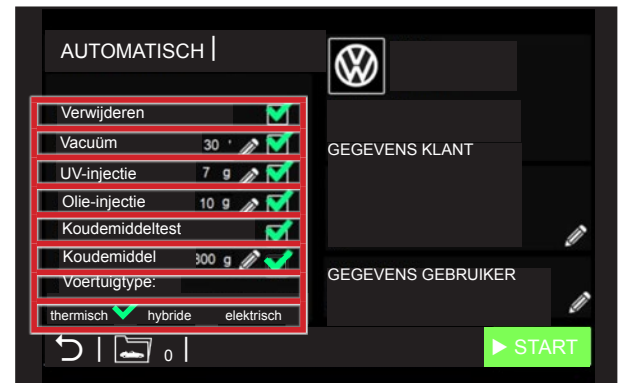 AUTOMATISCH
Verwijderen
Vacuüm 30 '
UV-injectie 7 g
Olie-injectie 10 g
Koudemiddeltest
Koudemiddel 300 g
Voertuigtype:
thermisch hybride elektrisch
0
GEGEVENS KLANT
GEGEVENS GEBRUIKER
START